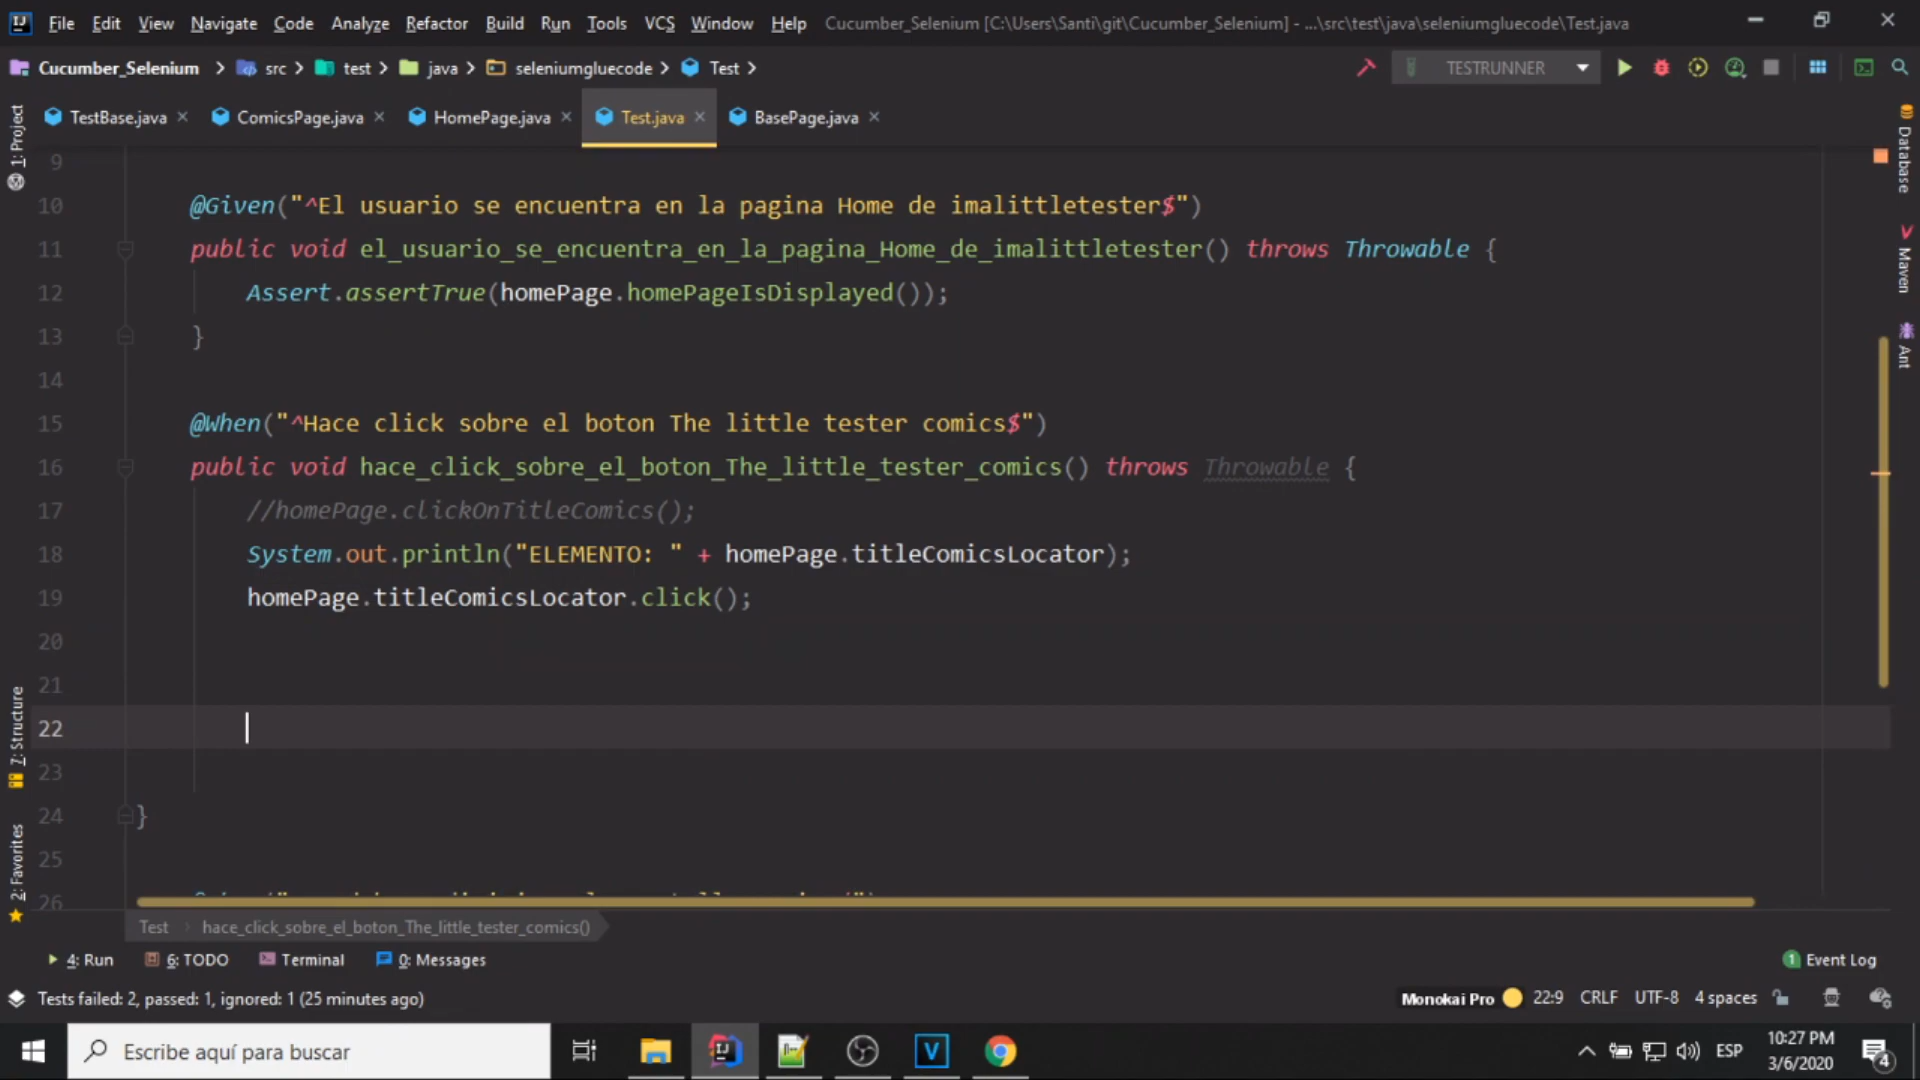 File Edit View Navigate Code Analyze Refactor Build Run Tools VCS Window Help Cucumber_Selenium [C:\Users\Santi\git\Cucumber_Selenium] - ...\src\test\java\seleniumgluecode\Test.java
Cucumber_Selenium src test java seleniumgluecode Test TESTRUNNER
TestBase.java ComicsPage.java HomePage.java Test.java BasePage.java
1: Project
Database
Maven
Ant
7: Structure
2: Favorites
9
10 @Given("^El usuario se encuentra en la pagina Home de imalittletester$")
11 public void el_usuario_se_encuentra_en_la_pagina_Home_de_imalittletester() throws Throwable {
12 Assert.assertTrue(homePage.homePageIsDisplayed());
13 }
14
15 @When("^Hace click sobre el boton The little tester comics$")
16 public void hace_click_sobre_el_boton_The_little_tester_comics() throws Throwable {
17 //homePage.clickOnTitleComics();
18 System.out.println("ELEMENTO: " + homePage.titleComicsLocator);
19 homePage.titleComicsLocator.click();
20
21
22
23
24 }
25
26
Test hace_click_sobre_el_boton_The_little_tester_comics()
4: Run 6: TODO Terminal 0: Messages 1 Event Log
Tests failed: 2, passed: 1, ignored: 1 (25 minutes ago) Monokai Pro 22:9 CRLF UTF-8 4 spaces
Escribe aquí para buscar ESP 10:27 PM
3/6/2020 4